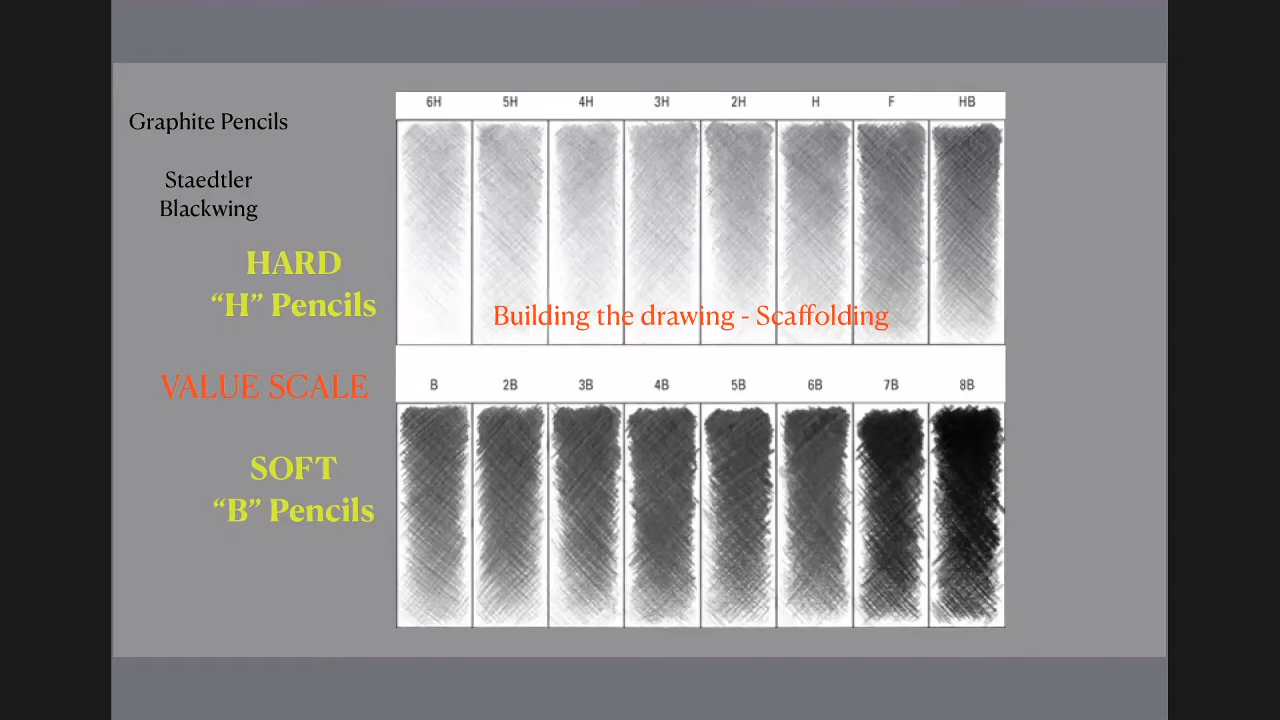 Graphite Pencils
Staedtler
Blackwing
HARD
“H” Pencils
VALUE SCALE
SOFT
“B” Pencils
6H 5H 4H 3H 2H H F HB
Building the drawing - Scaffolding
B 2B 3B 4B 5B 6B 7B 8B